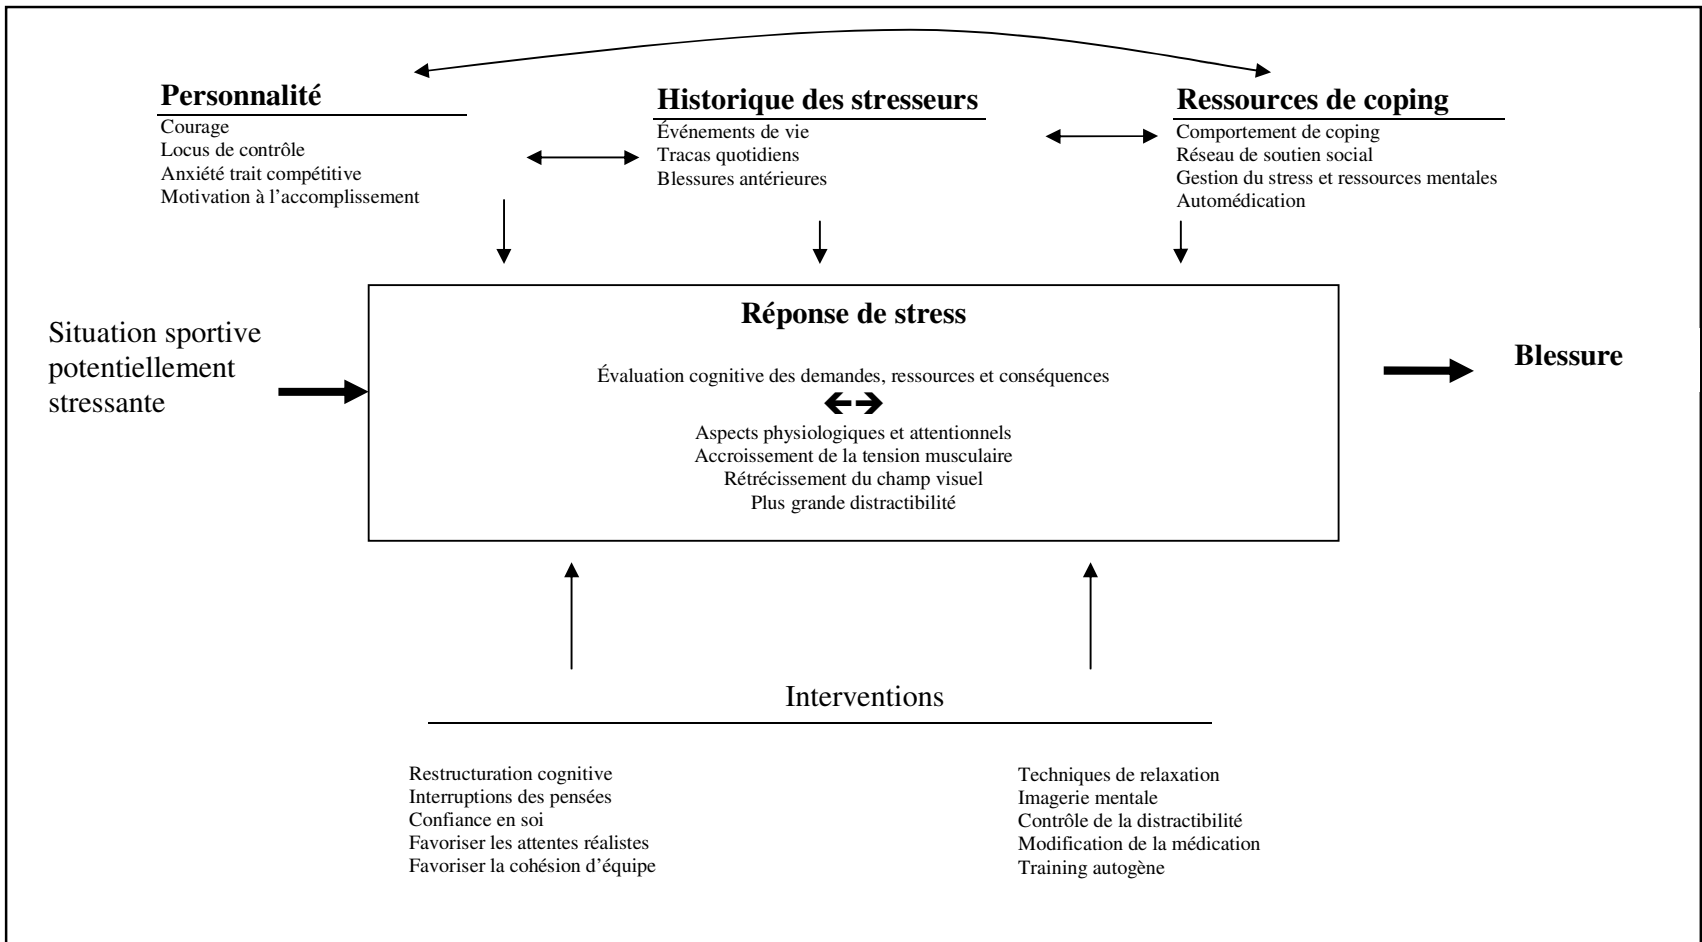 Personnalité
Courage
Locus de contrôle
Anxiété trait compétitive
Motivation à l’accomplissement
Historique des stresseurs
Événements de vie
Tracas quotidiens
Blessures antérieures
Ressources de coping
Comportement de coping
Réseau de soutien social
Gestion du stress et ressources mentales
Automédication
Situation sportive
potentiellement
stressante
Réponse de stress
Évaluation cognitive des demandes, ressources et conséquences
Aspects physiologiques et attentionnels
Accroissement de la tension musculaire
Rétrécissement du champ visuel
Plus grande distractibilité
Blessure
Interventions
Restructuration cognitive
Interruptions des pensées
Confiance en soi
Favoriser les attentes réalistes
Favoriser la cohésion d’équipe
Techniques de relaxation
Imagerie mentale
Contrôle de la distractibilité
Modification de la médication
Training autogène